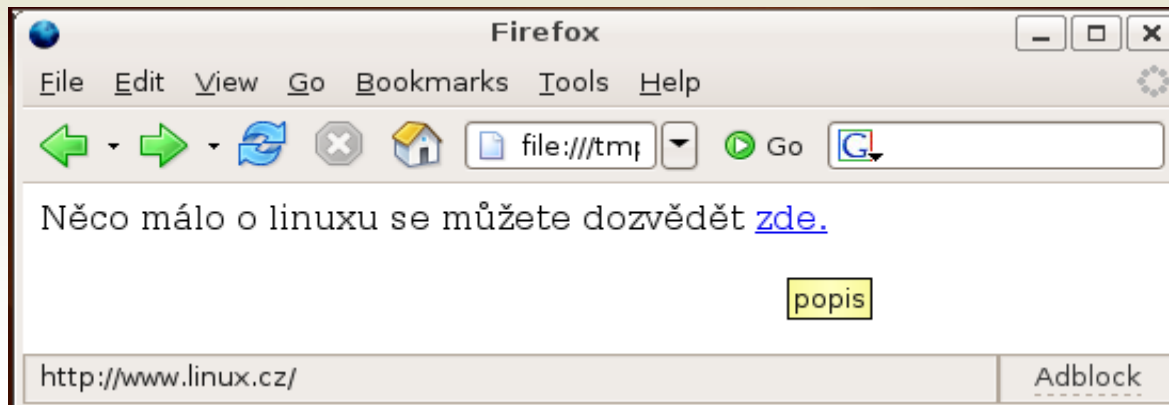 Firefox
File Edit View Go Bookmarks Tools Help
file:///tmp Go G
Něco málo o linuxu se můžete dozvědět zde.
popis
http://www.linux.cz/ Adblock